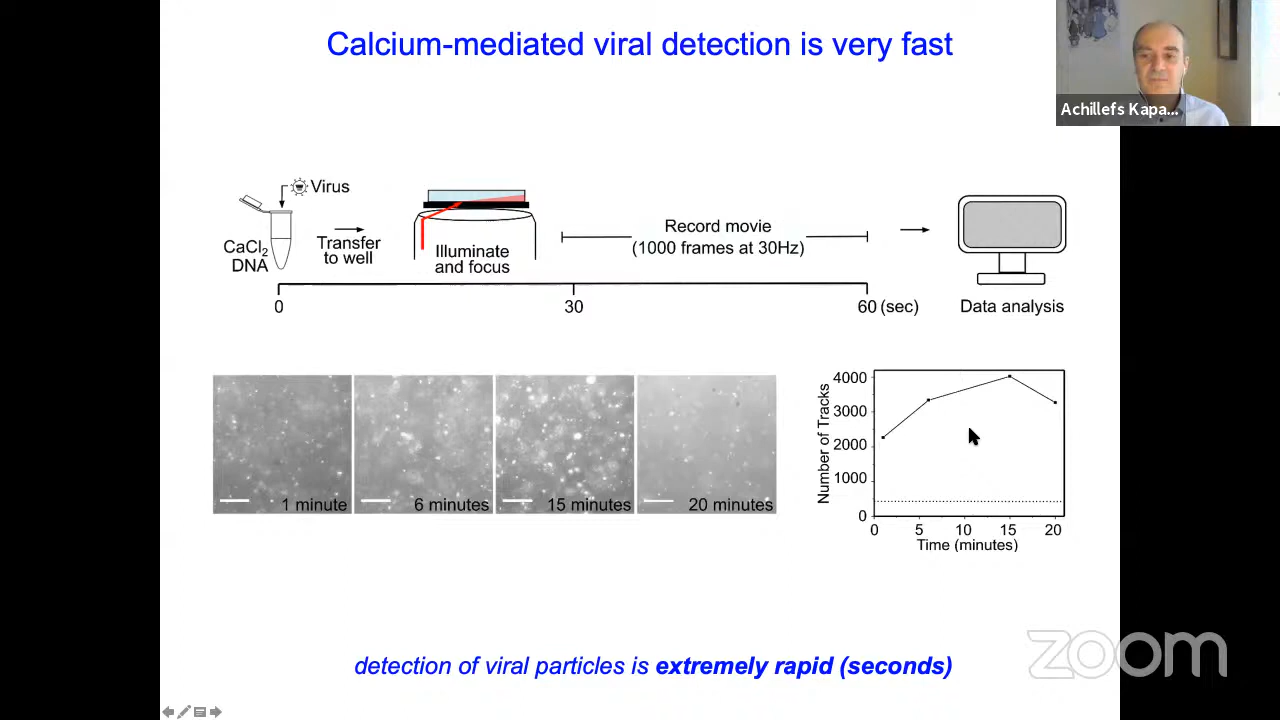 Calcium-mediated viral detection is very fast
Achillefs Kapa...
Virus
CaCl2
DNA
Transfer
to well
Illuminate
and focus
Record movie
(1000 frames at 30Hz)
Data analysis
0
30
60 (sec)
1 minute
6 minutes
15 minutes
20 minutes
Number of Tracks
4000
3000
2000
1000
0
0 5 10 15 20
Time (minutes)
detection of viral particles is extremely rapid (seconds)
zoom